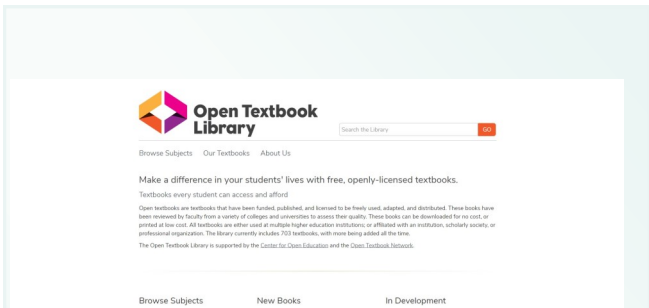 Open Textbook
Library
Search the Library
GO
Browse Subjects Our Textbooks About Us
Make a difference in your students' lives with free, openly-licensed textbooks.
Textbooks every student can access and afford
Open textbooks are textbooks that have been funded, published, and licensed to be freely used, adapted, and distributed. These books have
been reviewed by faculty from a variety of colleges and universities to assess their quality. These books can be downloaded for no cost, or
printed at low cost. All textbooks are either used at multiple higher education institutions; or affiliated with an institution, scholarly society, or
professional organization. The library currently includes 703 textbooks, with more being added all the time.
The Open Textbook Library is supported by the Center for Open Education and the Open Textbook Network.
Browse Subjects New Books In Development